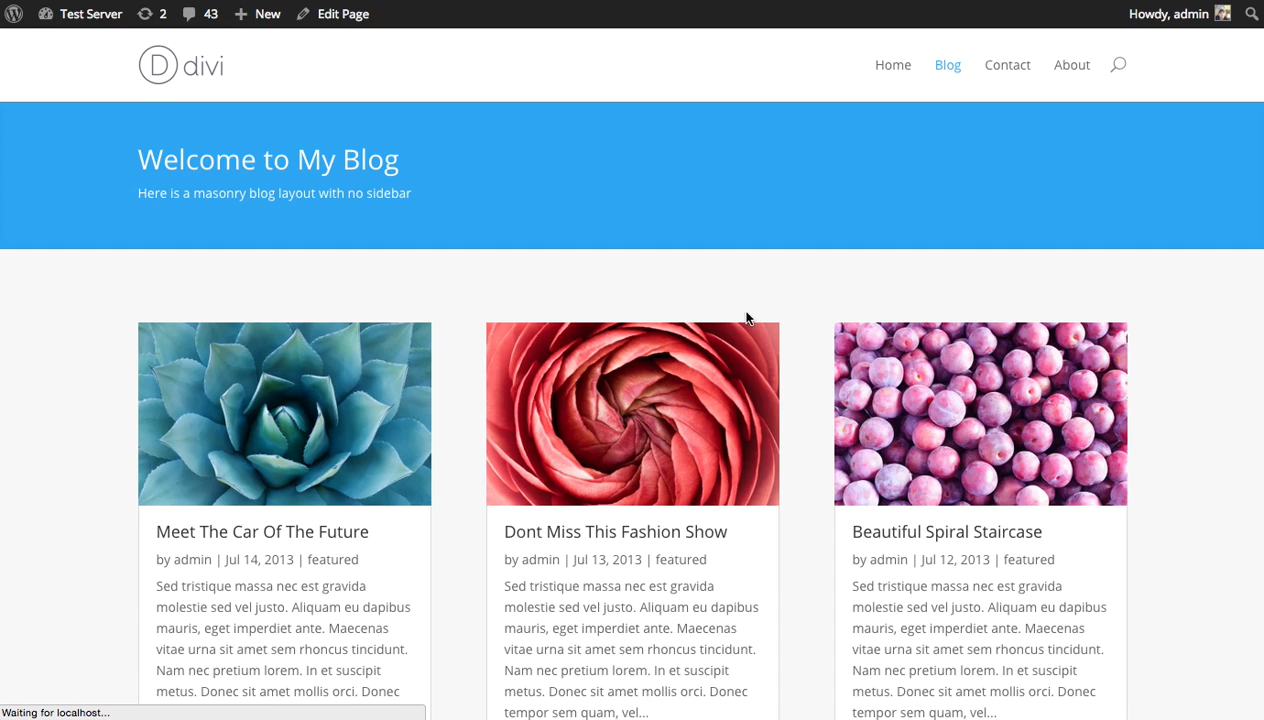 Test Server 2 43 New Edit Page Howdy, admin
D divi Home Blog Contact About
Welcome to My Blog
Here is a masonry blog layout with no sidebar
Meet The Car Of The Future
by admin | Jul 14, 2013 | featured
Sed tristique massa nec est gravida
molestie sed vel justo. Aliquam eu dapibus
mauris, eget imperdiet ante. Maecenas
vitae urna sit amet sem rhoncus tincidunt.
Nam nec pretium lorem. In et suscipit
metus. Donec sit amet mollis orci. Donec
Dont Miss This Fashion Show
by admin | Jul 13, 2013 | featured
Sed tristique massa nec est gravida
molestie sed vel justo. Aliquam eu dapibus
mauris, eget imperdiet ante. Maecenas
vitae urna sit amet sem rhoncus tincidunt.
Nam nec pretium lorem. In et suscipit
metus. Donec sit amet mollis orci. Donec
tempor sem quam, vel...
Beautiful Spiral Staircase
by admin | Jul 12, 2013 | featured
Sed tristique massa nec est gravida
molestie sed vel justo. Aliquam eu dapibus
mauris, eget imperdiet ante. Maecenas
vitae urna sit amet sem rhoncus tincidunt.
Nam nec pretium lorem. In et suscipit
metus. Donec sit amet mollis orci. Donec
tempor sem quam, vel...
Waiting for localhost...